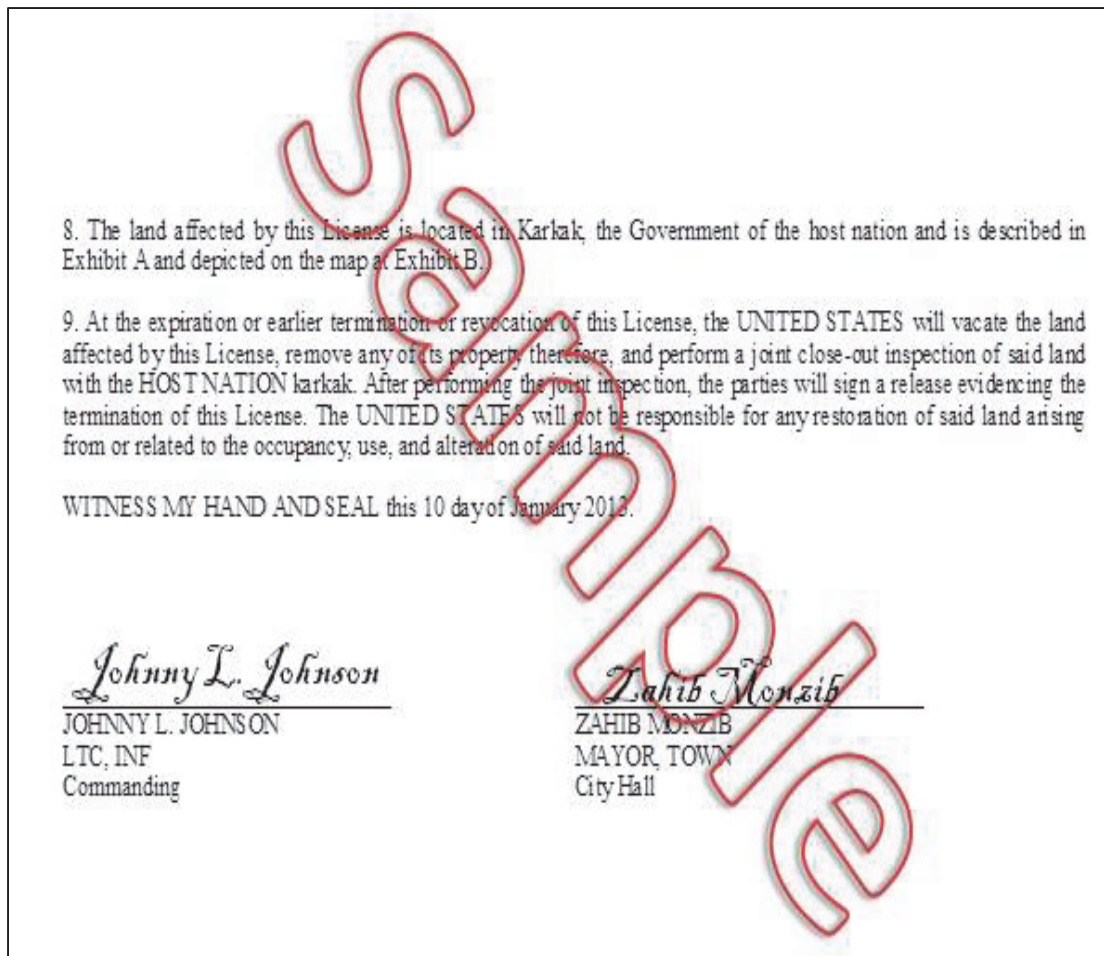 8. The land affected by this License is located in Karkak, the Government of the host nation and is described in
Exhibit A and depicted on the map at Exhibit B.
9. At the expiration or earlier termination or revocation of this License, the UNITED STATES will vacate the land
affected by this License, remove any of its property therefore, and perform a joint close-out inspection of said land
with the HOST NATION karkak. After performing the joint inspection, the parties will sign a release evidencing the
termination of this License. The UNITED STATES will not be responsible for any restoration of said land arising
from or related to the occupancy, use, and alteration of said land.
WITNESS MY HAND AND SEAL this 10 day of January 2013.
Johnny L. Johnson
JOHNNY L. JOHNSON
LTC, INF
Commanding
Zahib Monzib
ZAHIB MONZIB
MAYOR, TOWN
City Hall
Sample